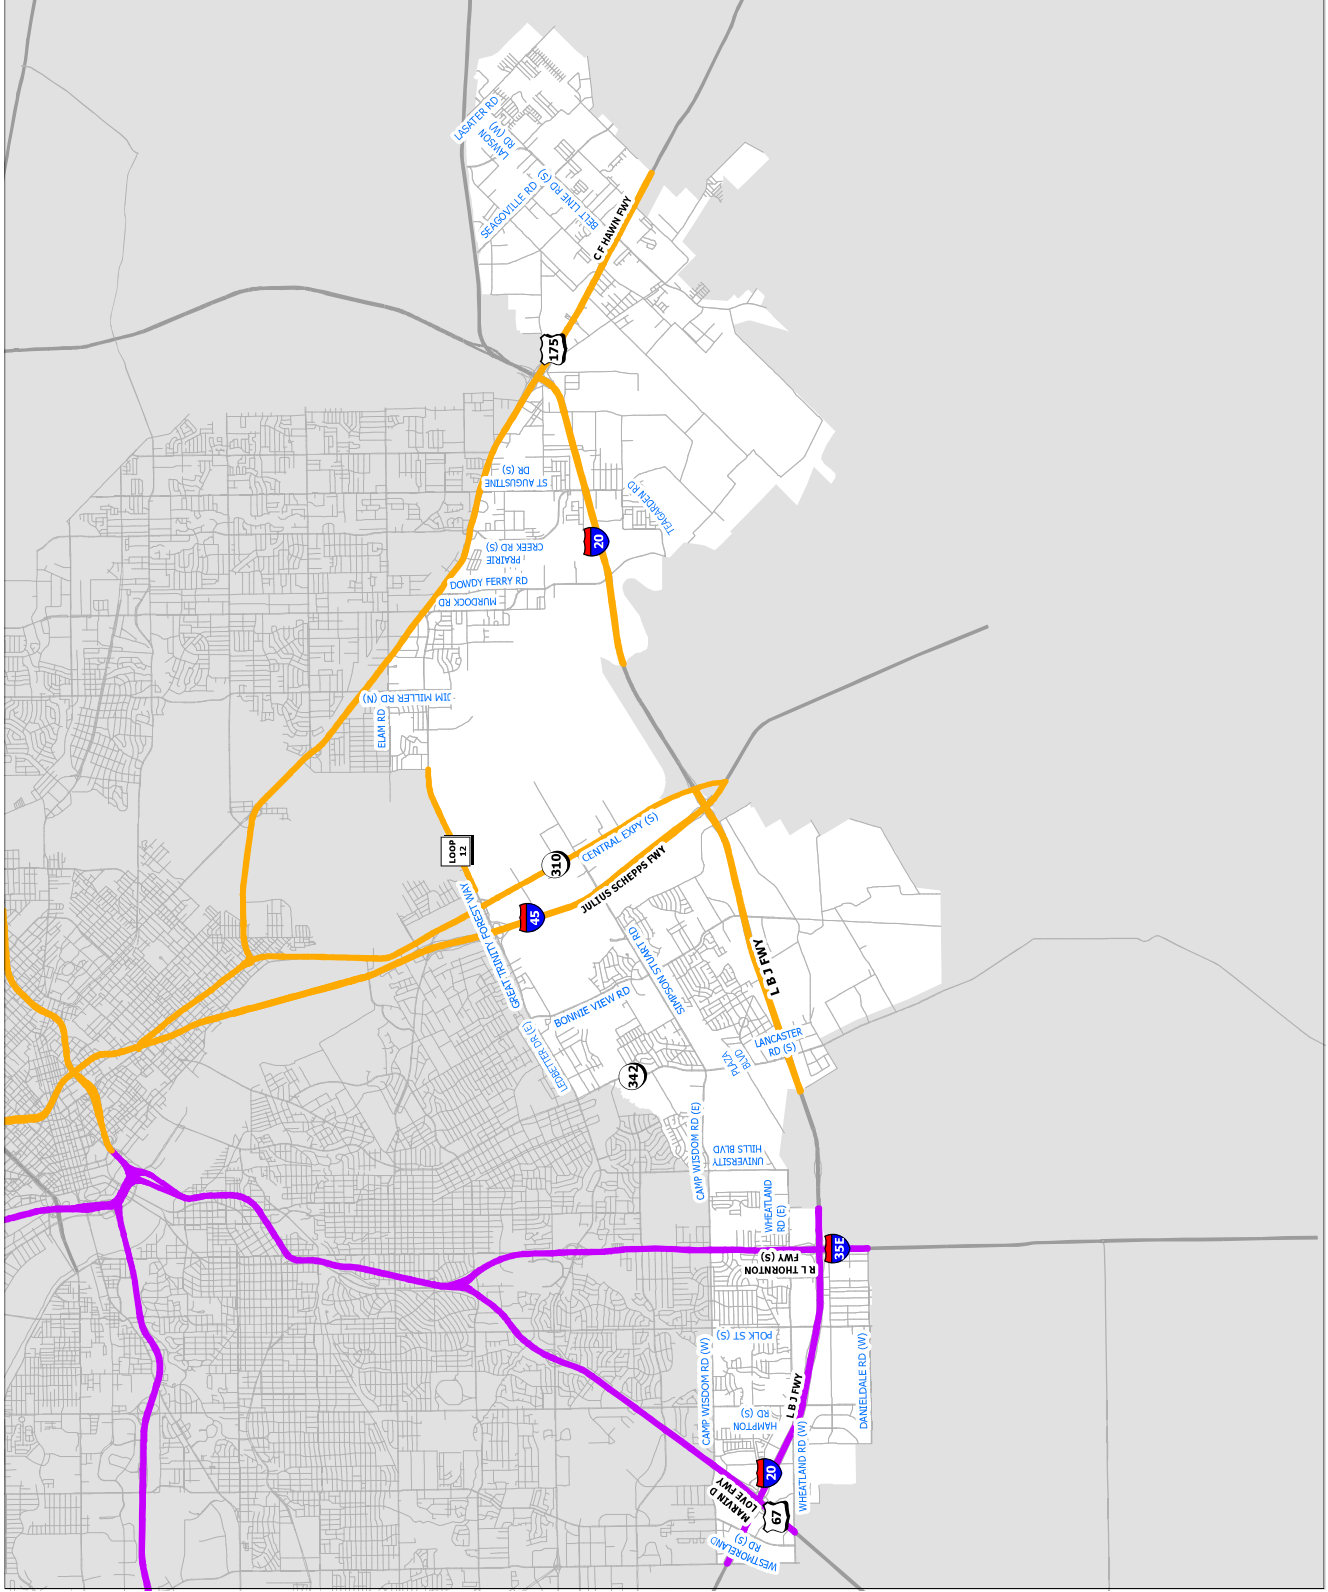 LASATER RD
LAWSON
RD (W)
SEAGOVILLE RD
BELT LINE RD (S)
C F HAWN FWY
175
ST AUGUSTINE
DR (S)
TEAGARDEN RD
20
PRAIRIE
CREEK RD (S)
DOWDY FERRY RD
MURDOCK RD
JIM MILLER RD (N)
ELAM RD
LOOP
12
310
CENTRAL EXPY (S)
JULIUS SCHEPPS FWY
45
GREAT TRINITY FOREST WAY
SIMPSON STUART RD
L B J FWY
BONNIE VIEW RD
LEDBETTER DR (E)
LANCASTER
RD (S)
PLAZA
BLVD
342
CAMP WISDOM RD (E)
UNIVERSITY
HILLS BLVD
WHEATLAND
RD (E)
35E
R L THORNTON
FWY (S)
POLK ST (S)
CAMP WISDOM RD (W)
DANIELDALE RD (W)
L B J FWY
HAMPTON
RD (S)
WHEATLAND RD (W)
20
MARVIN D
LOVE FWY
67
WESTMORELAND
RD (S)